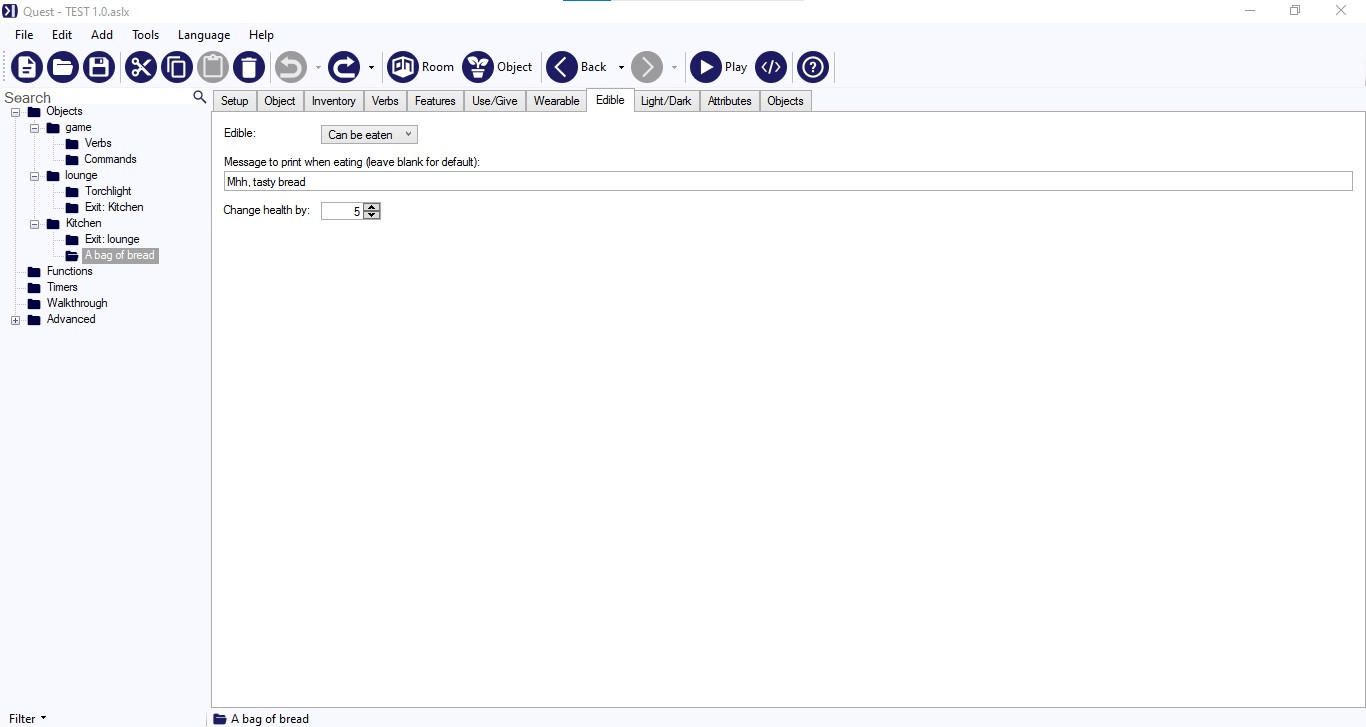 Quest - TEST 1.0.aslx
File Edit Add Tools Language Help
Room Object Back Play
Search
Setup Object Inventory Verbs Features Use/Give Wearable Edible Light/Dark Attributes Objects
Objects
game
Verbs
Commands
lounge
Torchlight
Exit: Kitchen
Kitchen
Exit: lounge
A bag of bread
Functions
Timers
Walkthrough
Advanced
Edible: Can be eaten
Message to print when eating (leave blank for default):
Mhh, tasty bread
Change health by: 5
Filter
A bag of bread